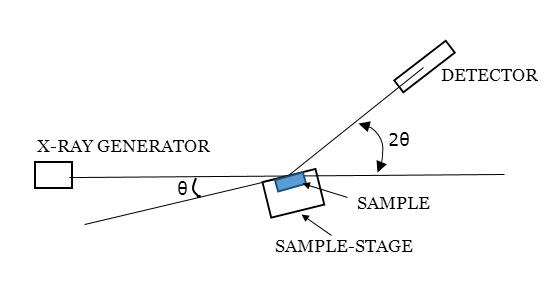 DETECTOR
X-RAY GENERATOR
2θ
θ
SAMPLE
SAMPLE-STAGE